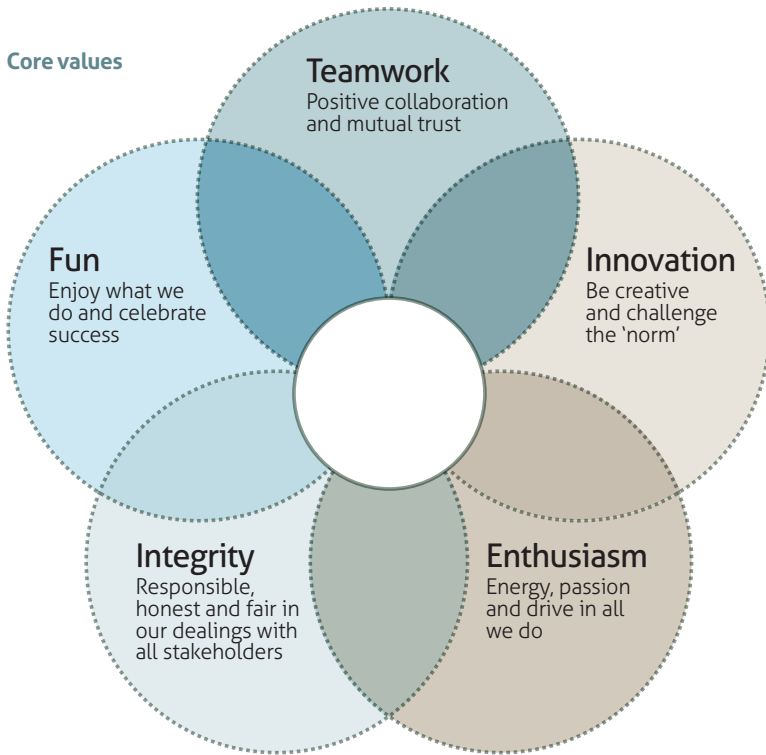 Core values
Teamwork
Positive collaboration
and mutual trust
Fun
Enjoy what we
do and celebrate
success
Innovation
Be creative
and challenge
the ‘norm’
Integrity
Responsible,
honest and fair in
our dealings with
all stakeholders
Enthusiasm
Energy, passion
and drive in all
we do